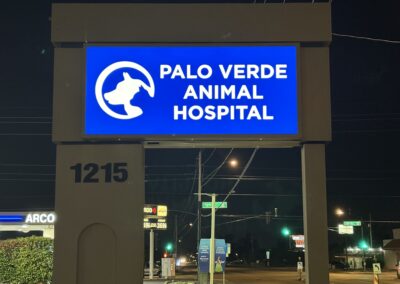 PALO VERDE
ANIMAL
HOSPITAL
1215
ARCO